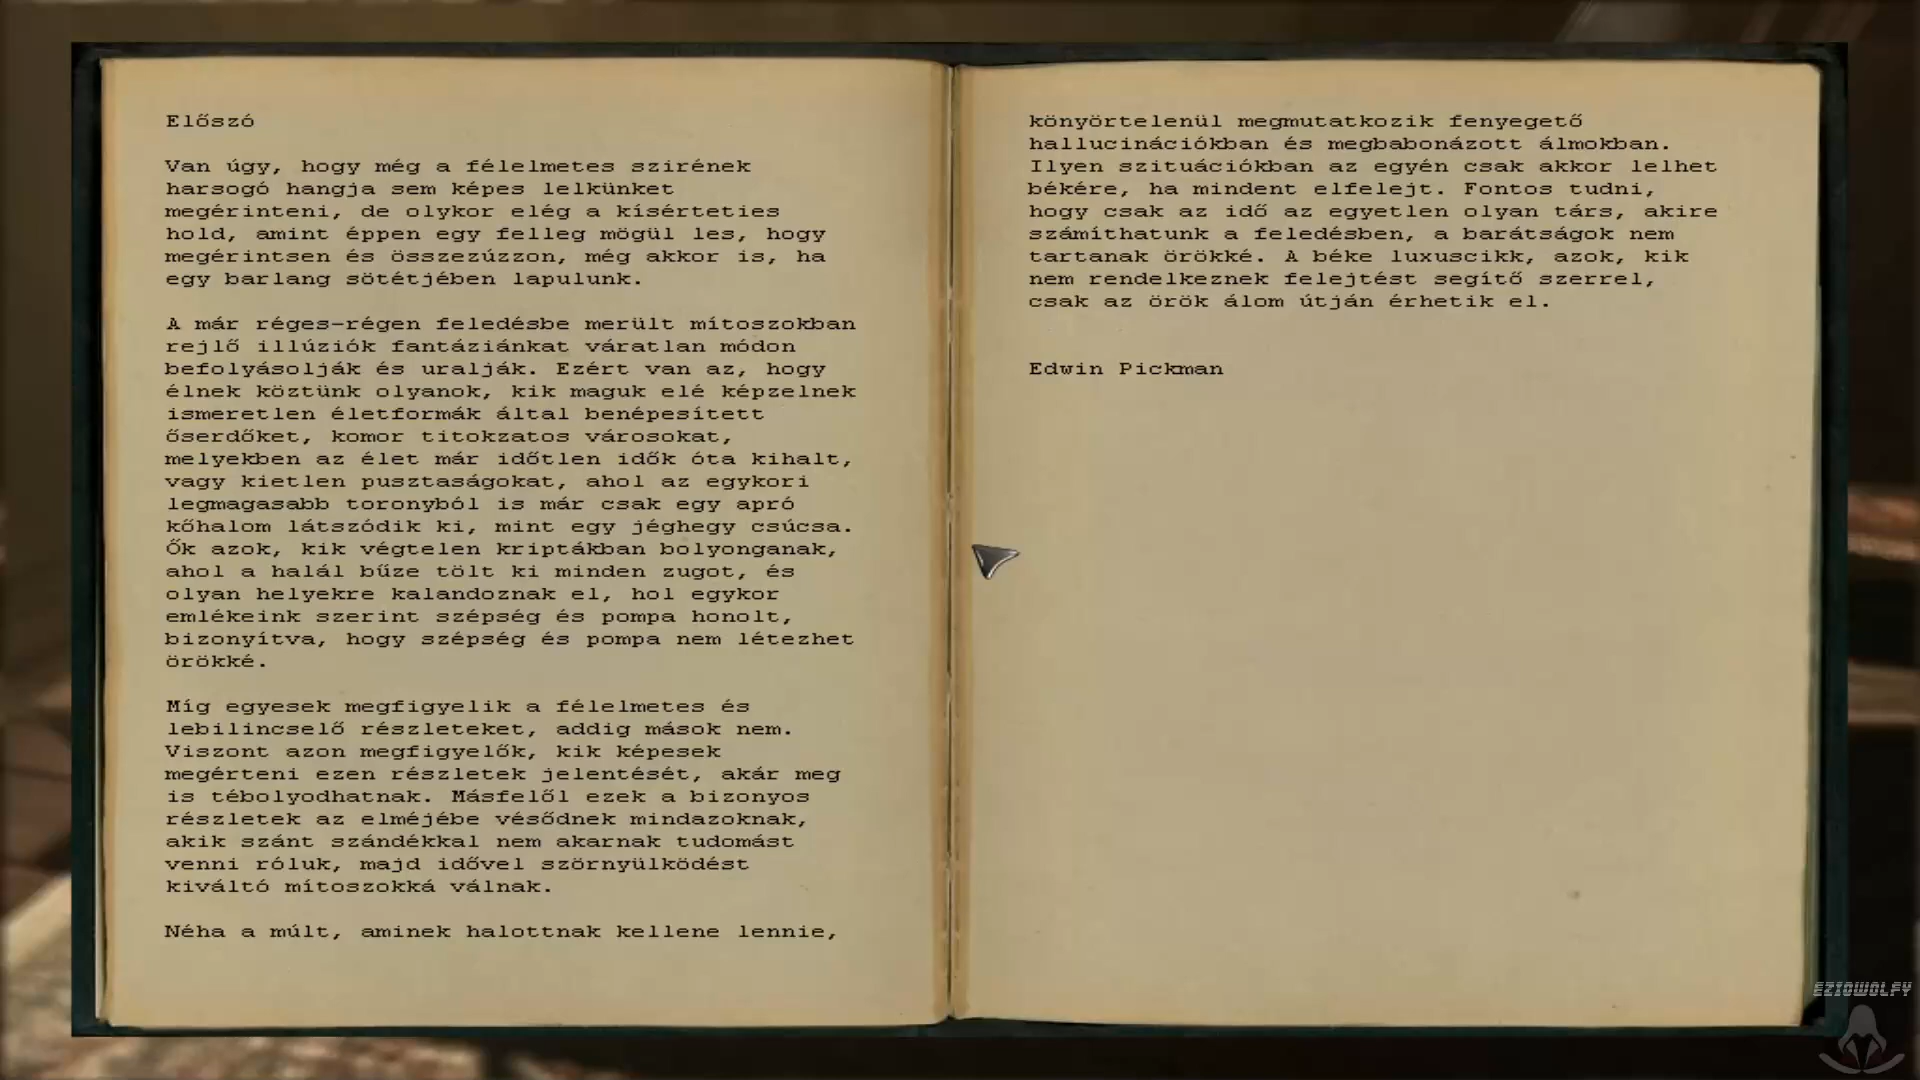 Előszó
Van úgy, hogy még a félelmetes szirének
harsogó hangja sem képes lelkünket
megérinteni, de olykor elég a kísérteties
hold, amint éppen egy felleg mögül les, hogy
megérintsen és összezúzzon, még akkor is, ha
egy barlang sötétjében lapulunk.
A már réges-régen feledésbe merült mítoszokban
rejlő illúziók fantáziánkat váratlan módon
befolyásolják és uralják. Ezért van az, hogy
élnek köztünk olyanok, kik maguk elé képzelnek
ismeretlen életformák által benépesített
őserdőket, komor titokzatos városokat,
melyekben az élet már időtlen idők óta kihalt,
vagy kietlen pusztaságokat, ahol az egykori
legmagasabb toronyból is már csak egy apró
kőhalom látszódik ki, mint egy jéghegy csúcsa.
Ők azok, kik végtelen kriptákban bolyonganak,
ahol a halál bűze tölt ki minden zugot, és
olyan helyekre kalandoznak el, hol egykor
emlékeink szerint szépség és pompa honolt,
bizonyítva, hogy szépség és pompa nem létezhet
örökké.
Míg egyesek megfigyelik a félelmetes és
lebilincselő részleteket, addig mások nem.
Viszont azon megfigyelők, kik képesek
megérteni ezen részletek jelentését, akár meg
is tébolyodhatnak. Másfelől ezek a bizonyos
részletek az elméjébe vésődnek mindazoknak,
akik szánt szándékkal nem akarnak tudomást
venni róluk, majd idővel szörnyülködést
kiváltó mítoszokká válnak.
Néha a múlt, aminek halottnak kellene lennie,
könyörtelenül megmutatkozik fenyegető
hallucinációkban és megbabonázott álmokban.
Ilyen szituációkban az egyén csak akkor lelhet
békére, ha mindent elfelejt. Fontos tudni,
hogy csak az idő az egyetlen olyan társ, akire
számíthatunk a feledésben, a barátságok nem
tartanak örökké. A béke luxuscikk, azok, kik
nem rendelkeznek felejtést segítő szerrel,
csak az örök álom útján érhetik el.
Edwin Pickman
EZIOWOLFY